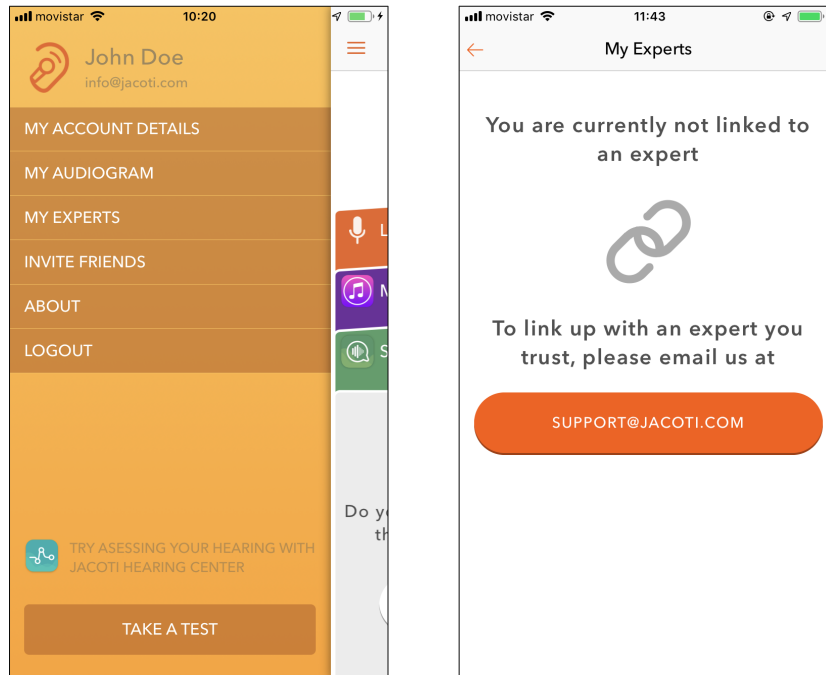 movistar 10:20
John Doe
info@jacoti.com
MY ACCOUNT DETAILS
MY AUDIOGRAM
MY EXPERTS
INVITE FRIENDS
ABOUT
LOGOUT
TRY ASESSING YOUR HEARING WITH
JACOTI HEARING CENTER
TAKE A TEST
L
M
S
Do yo
th
movistar 11:43
My Experts
You are currently not linked to
an expert
To link up with an expert you
trust, please email us at
SUPPORT@JACOTI.COM